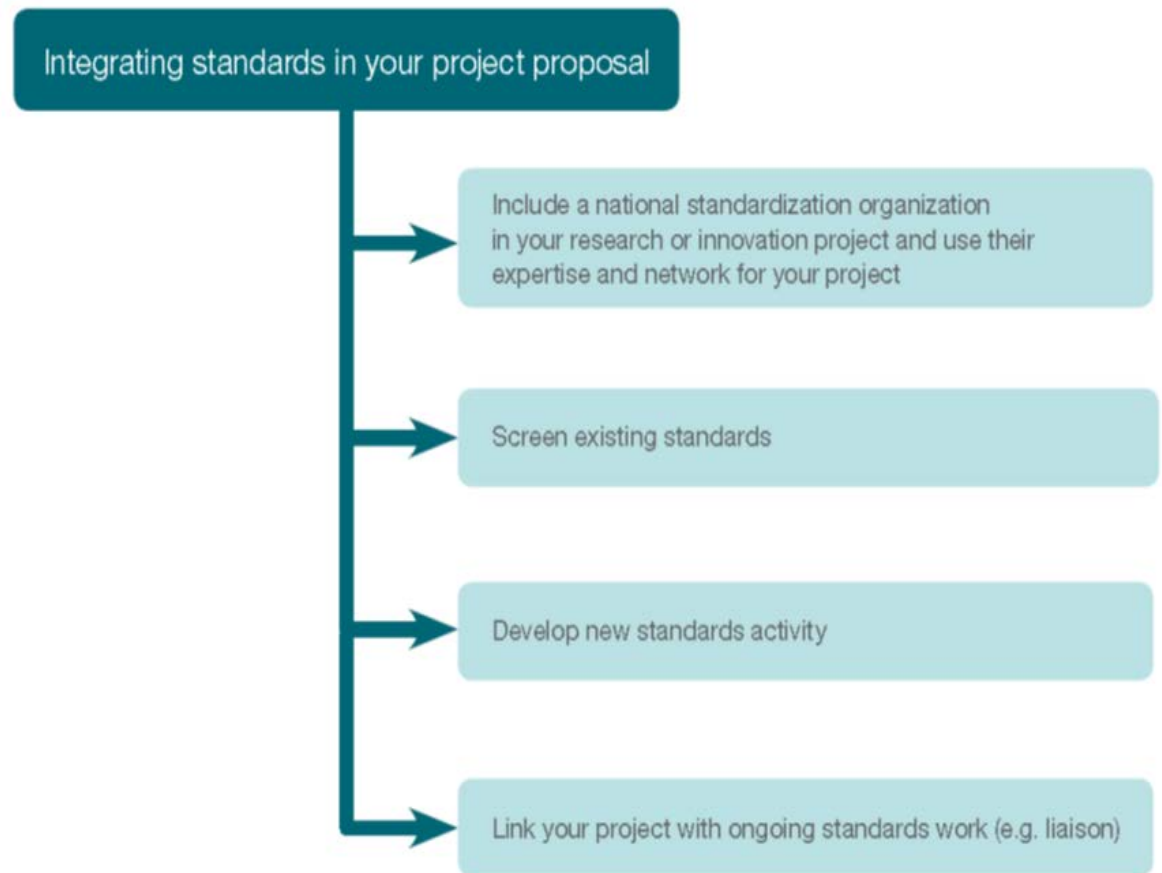 Integrating standards in your project proposal
Include a national standardization organization
in your research or innovation project and use their
expertise and network for your project
Screen existing standards
Develop new standards activity
Link your project with ongoing standards work (e.g. liaison)